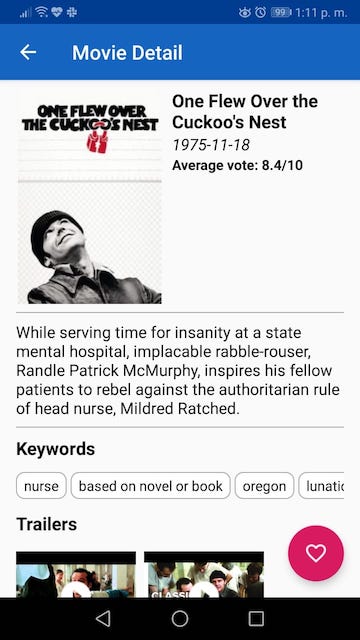 99
1:11 p. m.
Movie Detail
ONE FLEW OVER
THE CUCKOO'S NEST
One Flew Over the
Cuckoo's Nest
1975-11-18
Average vote: 8.4/10
While serving time for insanity at a state
mental hospital, implacable rabble-rouser,
Randle Patrick McMurphy, inspires his fellow
patients to rebel against the authoritarian rule
of head nurse, Mildred Ratched.
Keywords
nurse
based on novel or book
oregon
lunatic
Trailers